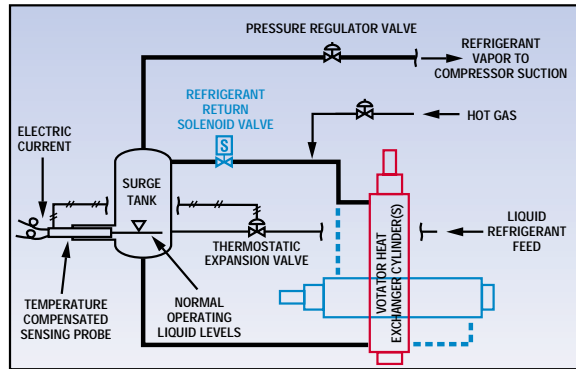 PRESSURE REGULATOR VALVE
REFRIGERANT
VAPOR TO
COMPRESSOR SUCTION
REFRIGERANT
RETURN
SOLENOID VALVE
HOT GAS
ELECTRIC
CURRENT
S
SURGE
TANK
LIQUID
REFRIGERANT
FEED
THERMOSTATIC
EXPANSION VALVE
VOTATOR HEAT
EXCHANGER CYLINDER(S)
TEMPERATURE
COMPENSATED
SENSING PROBE
NORMAL
OPERATING
LIQUID LEVELS